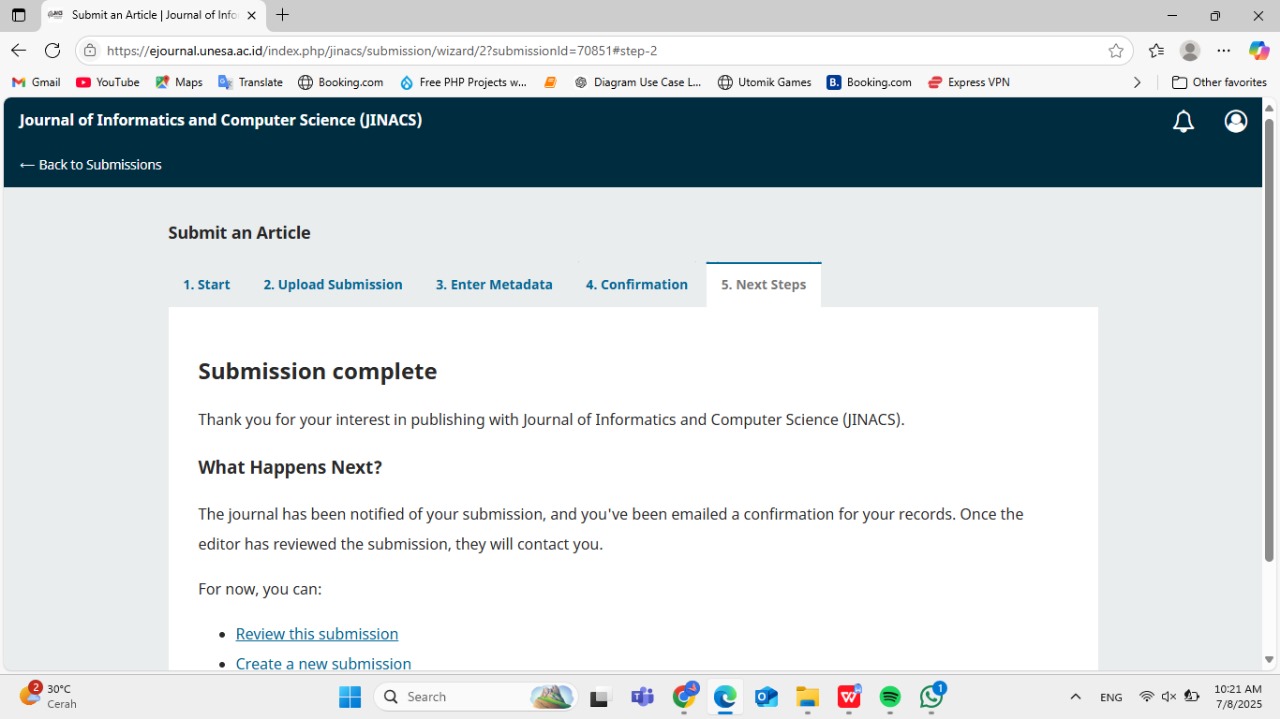 Submit an Article | Journal of Info
https://ejournal.unesa.ac.id/index.php/jinacs/submission/wizard/2?submissionId=70851#step-2
Gmail YouTube Maps Translate Booking.com Free PHP Projects w... Diagram Use Case L... Utomik Games B. Booking.com Express VPN Other favorites
Journal of Informatics and Computer Science (JINACS)
← Back to Submissions
Submit an Article
1. Start 2. Upload Submission 3. Enter Metadata 4. Confirmation 5. Next Steps
Submission complete
Thank you for your interest in publishing with Journal of Informatics and Computer Science (JINACS).
What Happens Next?
The journal has been notified of your submission, and you've been emailed a confirmation for your records. Once the
editor has reviewed the submission, they will contact you.
For now, you can:
• Review this submission
• Create a new submission
2 30°C
Cerah
Search
1
ENG
10:21 AM
7/8/2025